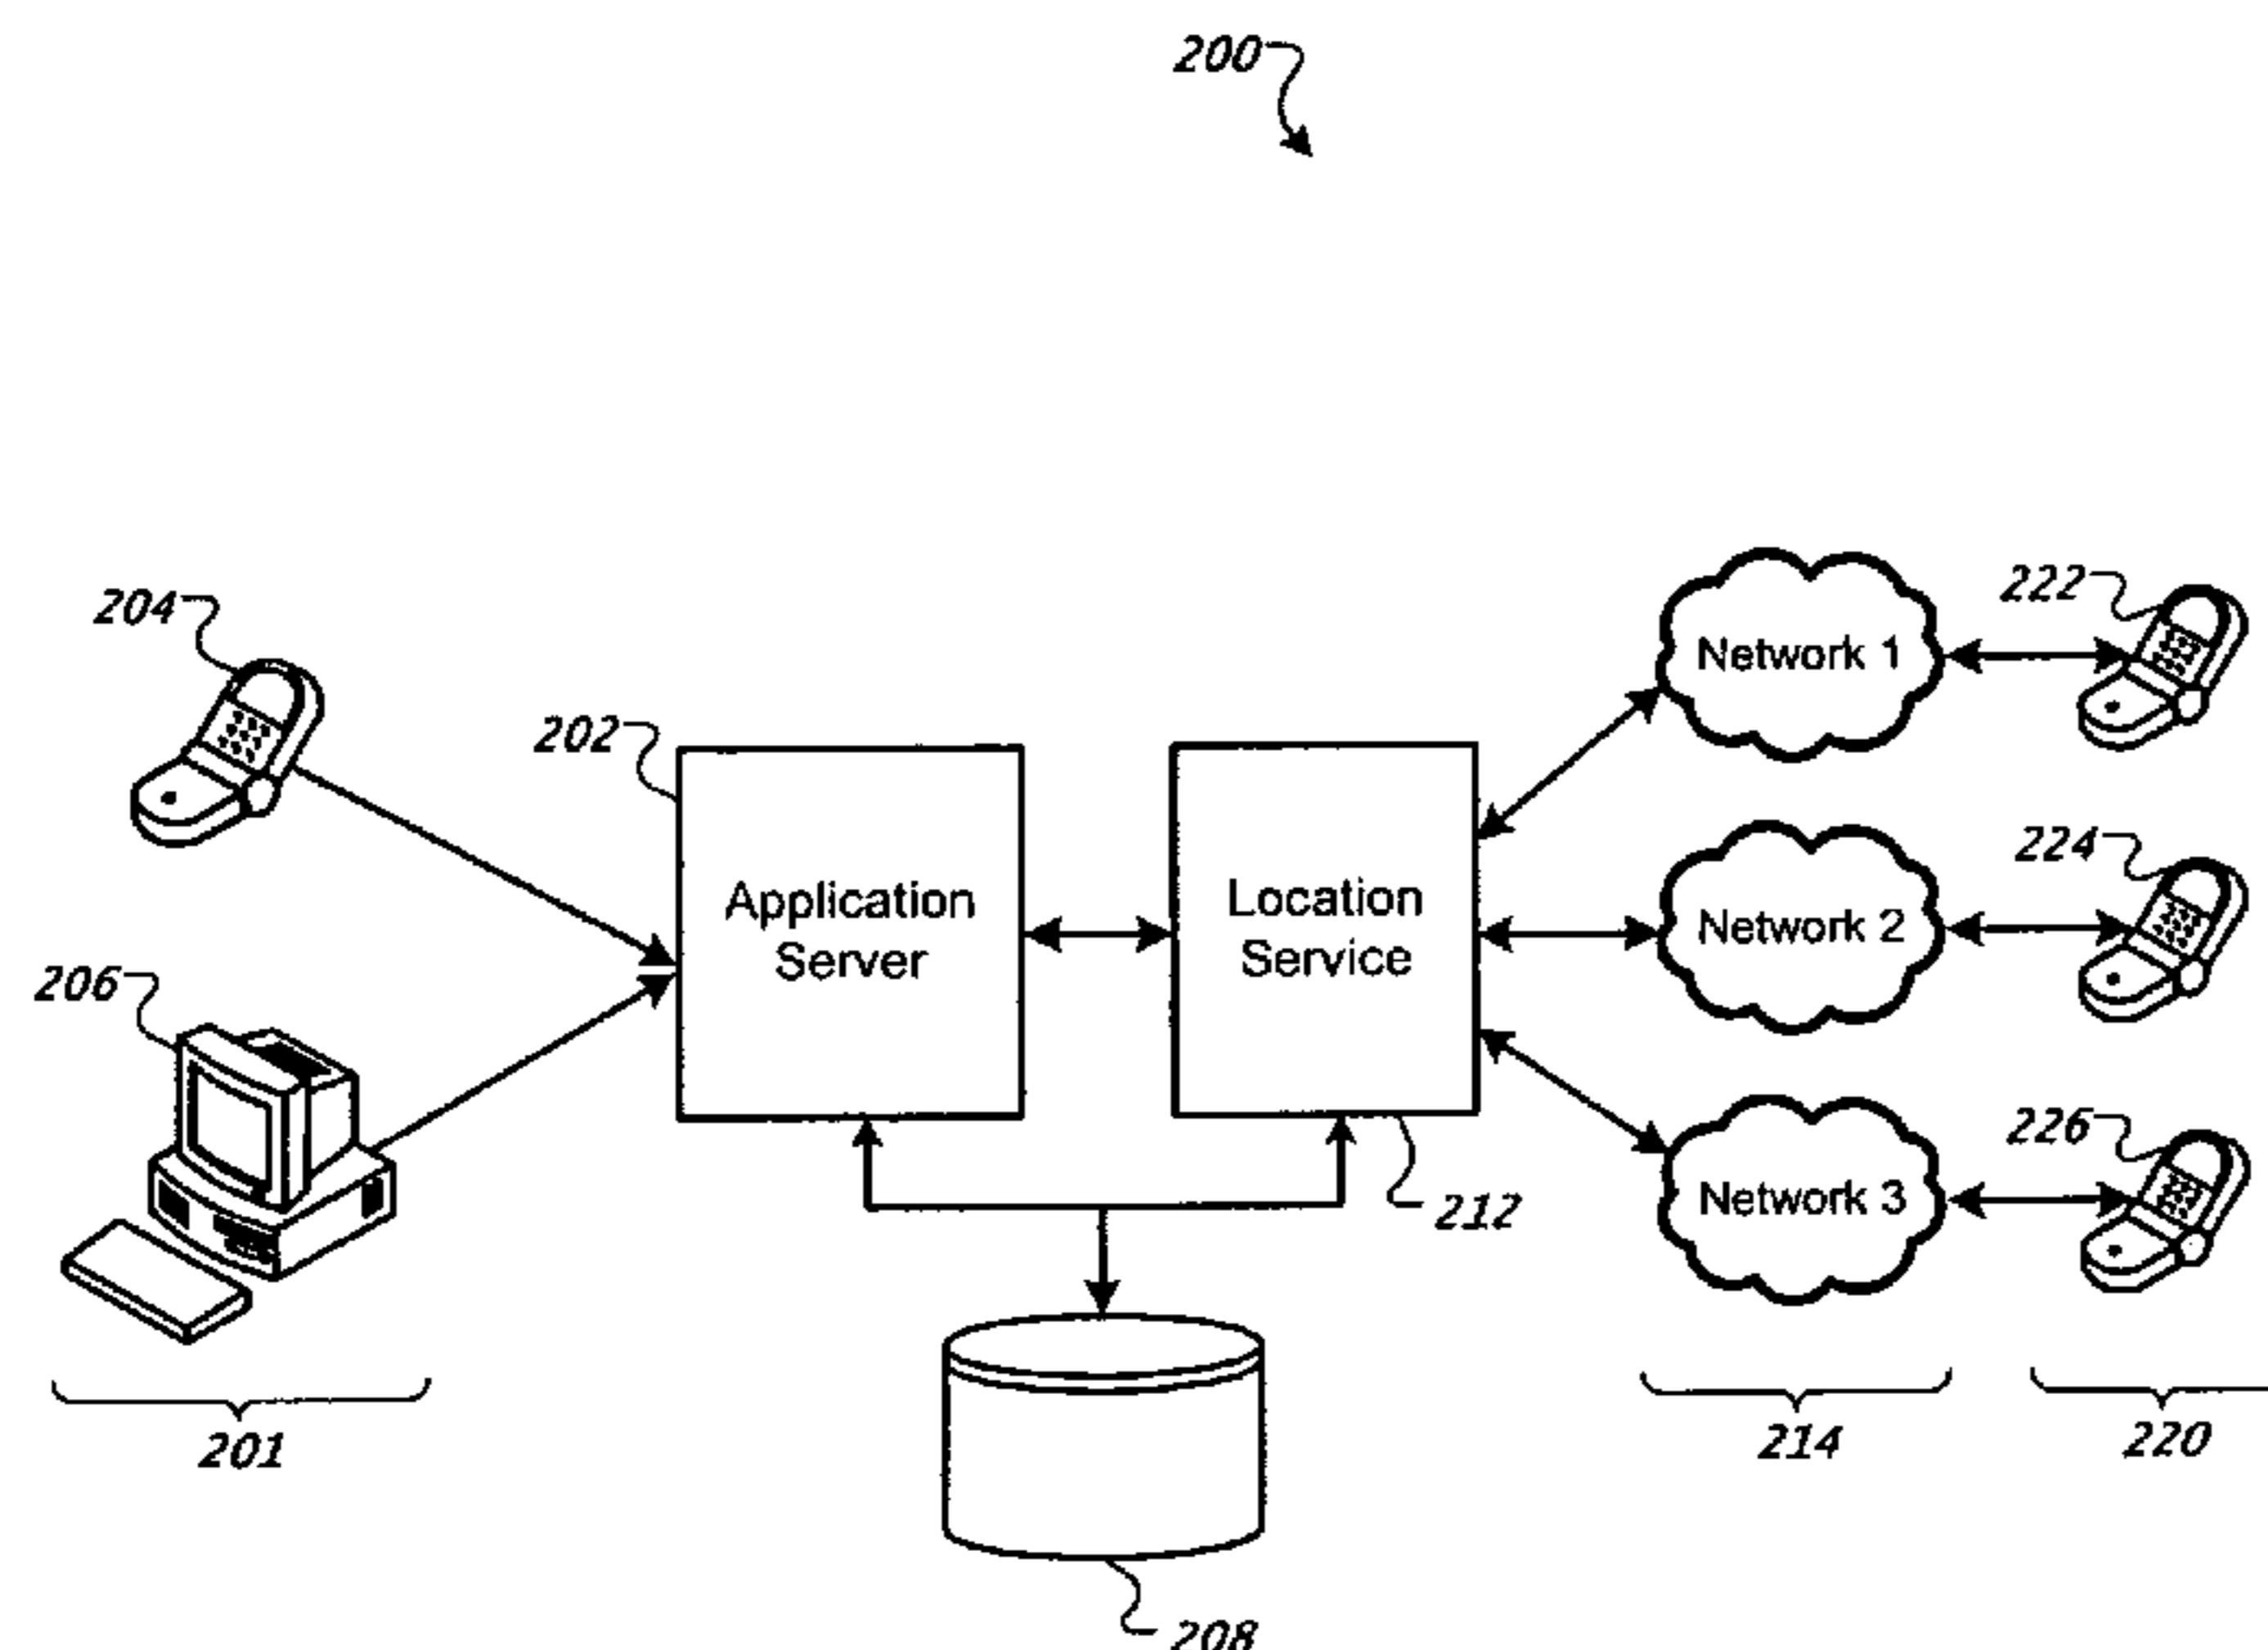 200
204
202
206
Application
Server
Location
Service
212
208
201
Network 1
Network 2
Network 3
222
224
226
214
220